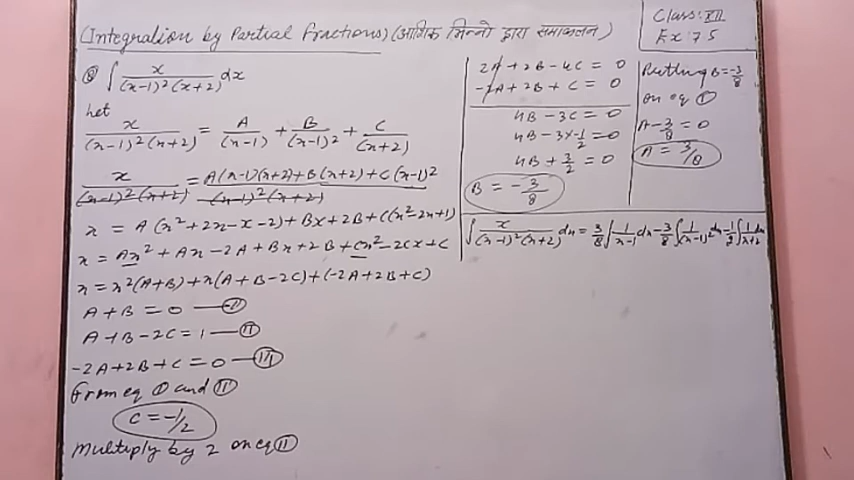 (Integration by Partial Fractions) (आंशिक भिन्नो द्वारा समाकलन)
Class: XII
Ex: 7.5
Q ∫ x/((x-1)²(x+2)) dx
Let
x/((x-1)²(x+2)) = A/(x-1) + B/(x-1)² + C/(x+2)
x/((x-1)²(x+2)) = (A(x-1)(x+2)+B(x+2)+C(x-1)²)/((x-1)²(x+2))
x = A(x²+2x-x-2)+Bx+2B+C(x²-2x+1)
x = Ax²+Ax-2A+Bx+2B+Cx²-2Cx+C
x = x²(A+B)+x(A+B-2C)+(-2A+2B+C)
A+B=0 —(I)
A+B-2C=1 —(II)
-2A+2B+C=0 —(III)
From eq (I) and (II)
C=-1/2
Multiply by 2 on eq (II)
2A+2B-4C=0
-2A+2B+C=0
4B-3C=0
4B-3×-1/2=0
4B+3/2=0
B=-3/8
Putting B=-3/8
on eq (I)
A-3/8=0
A=3/8
∫ x/((x-1)²(x+2)) dx = 3/8 ∫ 1/(x-1) dx - 3/8 ∫ 1/(x-1)² dx - 1/2 ∫ 1/(x+2) dx